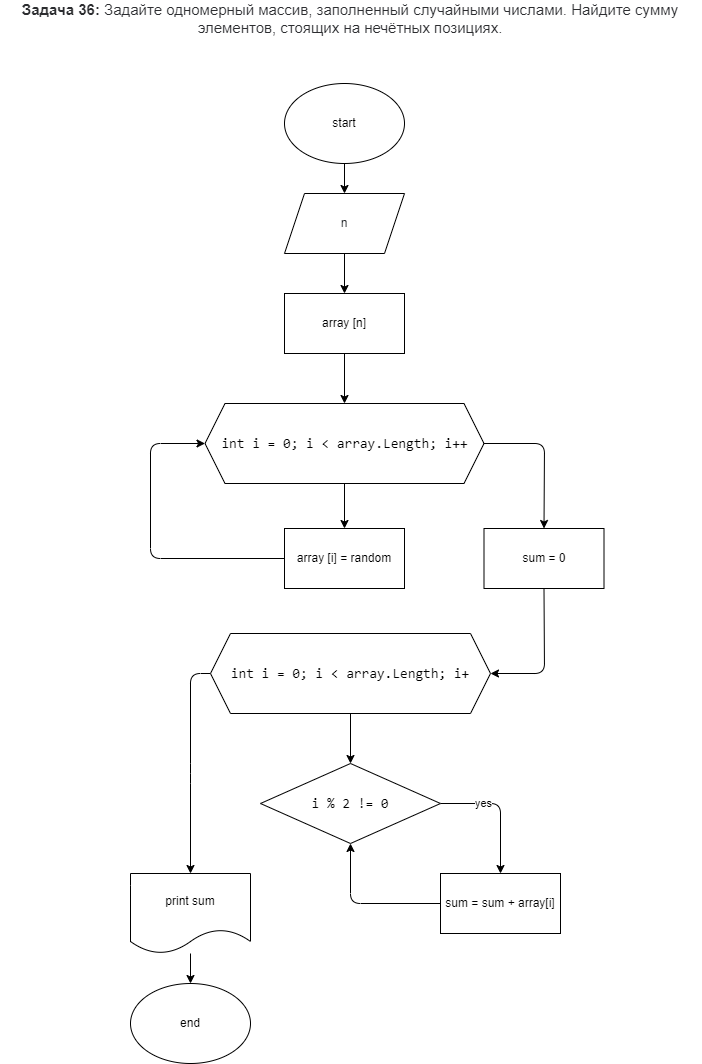 Задача 36: Задайте одномерный массив, заполненный случайными числами. Найдите сумму
элементов, стоящих на нечётных позициях.
start
n
array [n]
int i = 0; i < array.Length; i++
array [i] = random
sum = 0
int i = 0; i < array.Length; i+
i % 2 != 0
yes
print sum
sum = sum + array[i]
end